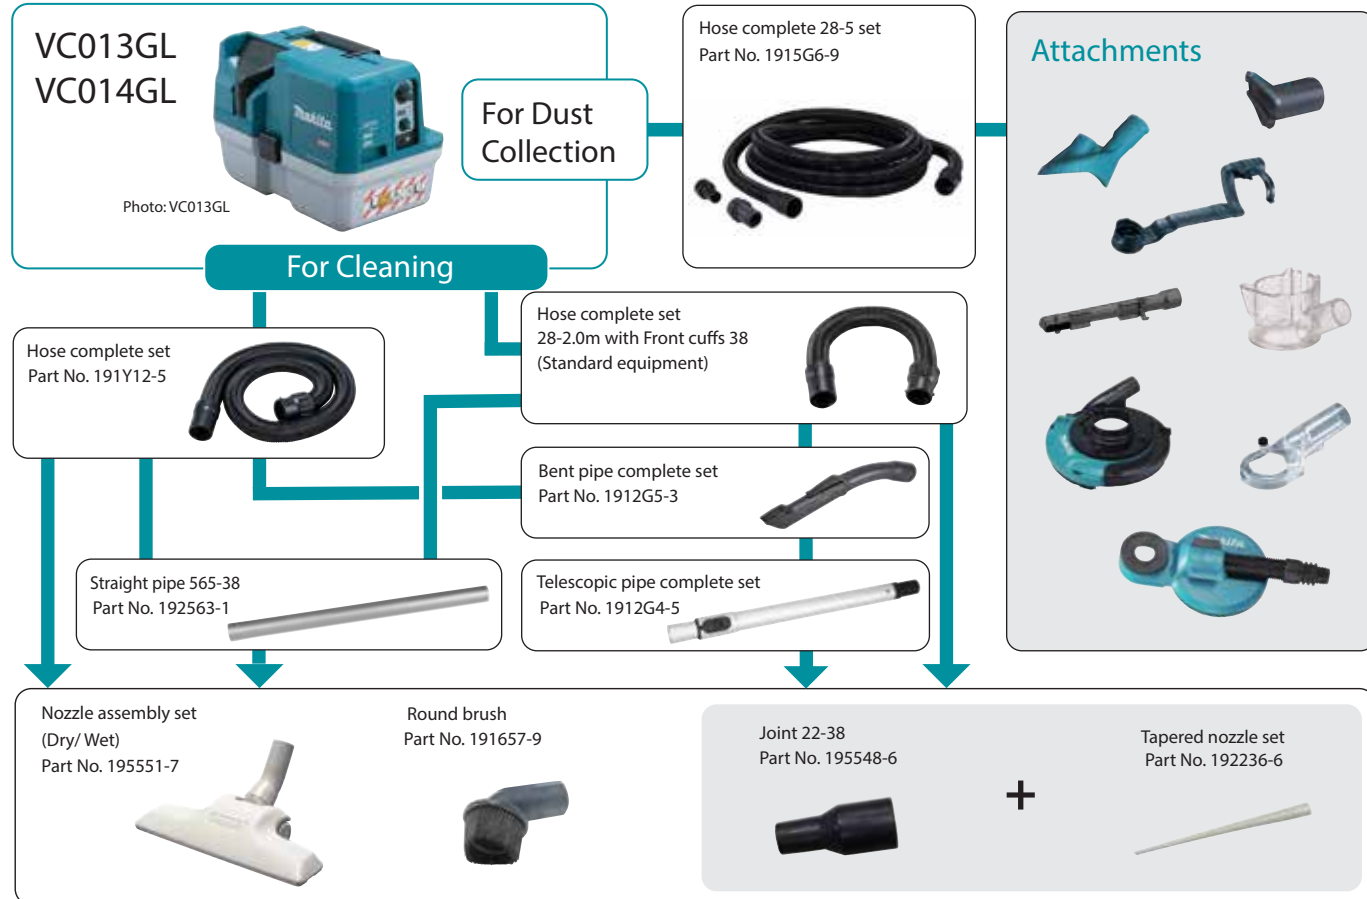 VC013GL
VC014GL
Makita
Photo: VC013GL
For Dust
Collection
For Cleaning
Hose complete 28-5 set
Part No. 1915G6-9
Attachments
Hose complete set
Part No. 191Y12-5
Hose complete set
28-2.0m with Front cuffs 38
(Standard equipment)
Bent pipe complete set
Part No. 1912G5-3
Straight pipe 565-38
Part No. 192563-1
Telescopic pipe complete set
Part No. 1912G4-5
Nozzle assembly set
(Dry/ Wet)
Part No. 195551-7
Round brush
Part No. 191657-9
Joint 22-38
Part No. 195548-6
+
Tapered nozzle set
Part No. 192236-6